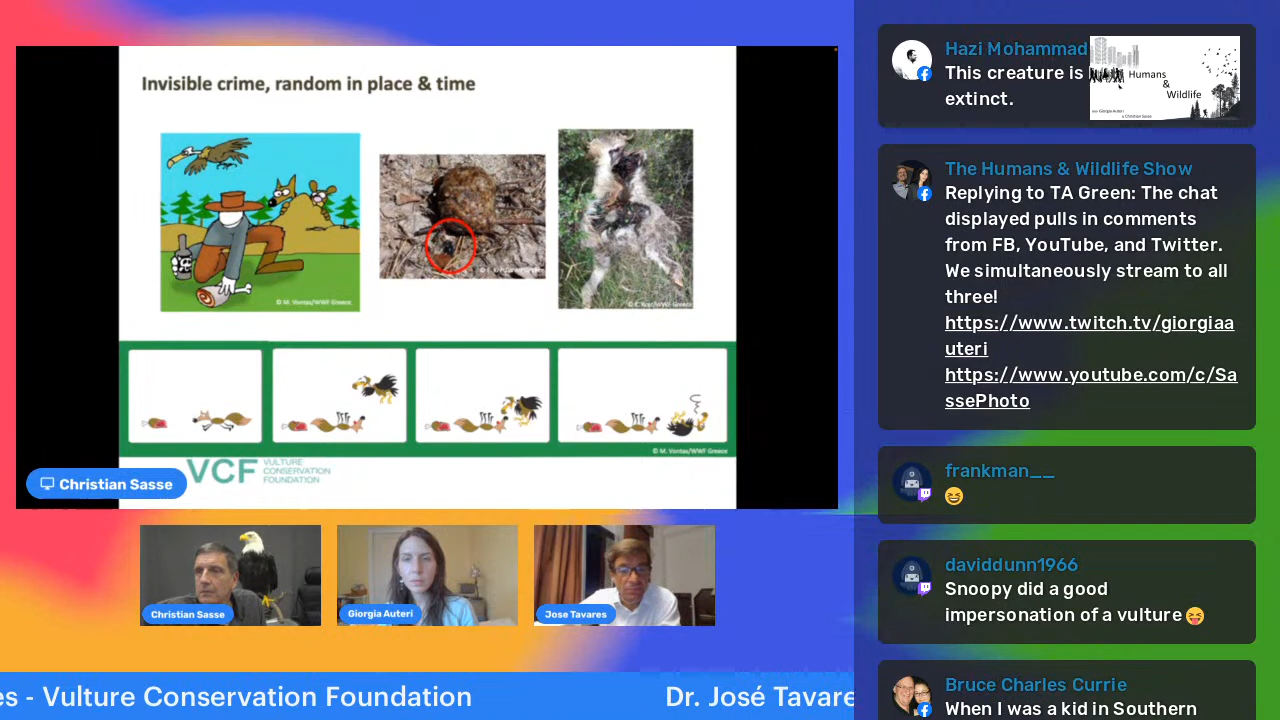 Invisible crime, random in place & time
© M. Vontas/WWF Greece
© M. Vontas/WWF Greece
VCF VULTURE
CONSERVATION
FOUNDATION
Christian Sasse
Christian Sasse
Giorgia Auteri
Jose Tavares
es - Vulture Conservation Foundation
Dr. José Tavare
Hazi Mohammad
This creature is
extinct.
Humans
&
Wildlife
The Humans & Wildlife Show
Replying to TA Green: The chat
displayed pulls in comments
from FB, YouTube, and Twitter.
We simultaneously stream to all
three!
https://www.twitch.tv/giorgiaa
uteri
https://www.youtube.com/c/Sa
ssePhoto
frankman__
daviddunn1966
Snoopy did a good
impersonation of a vulture
Bruce Charles Currie
When I was a kid in Southern